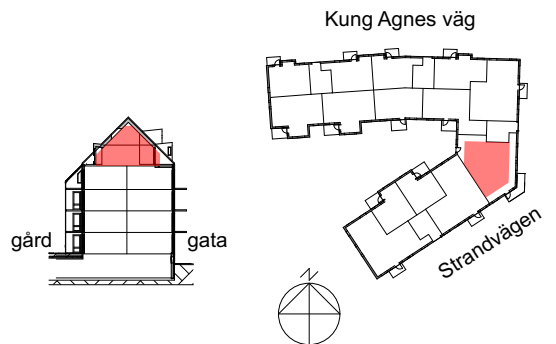 Kung Agnes väg
gård
gata
Strandvägen
N